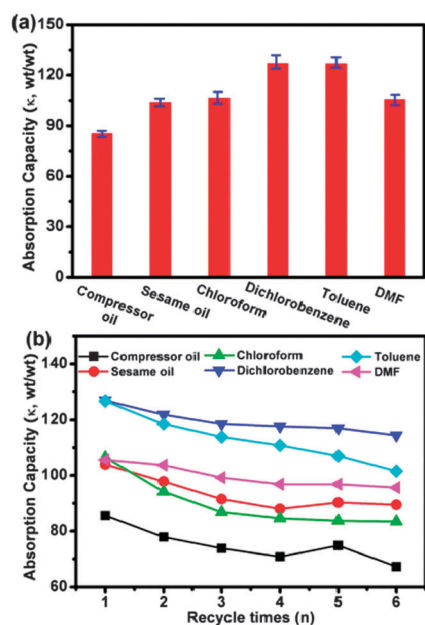 (a)
Absorption Capacity (κ, wt/wt)
150
120
90
60
30
0
Compressor
oil
Sesame oil
Chloroform
Dichlorobenzene
Toluene
DMF
(b)
Absorption Capacity (κ, wt/wt)
Compressor oil Chloroform Toluene
Sesame oil Dichlorobenzene DMF
140
120
100
80
60
1 2 3 4 5 6
Recycle times (n)